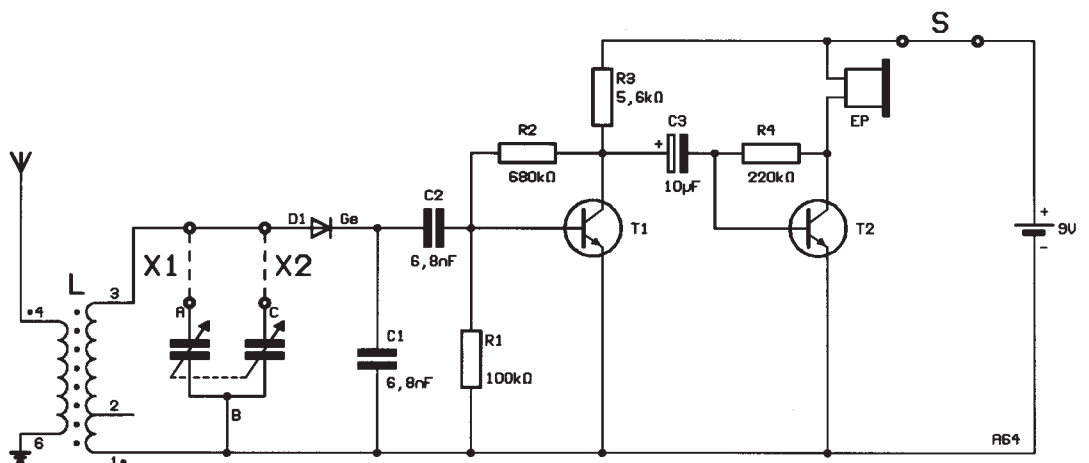 S
R3
5,6kΩ
EP
R2
680kΩ
C3
+
10µF
R4
220kΩ
T1
T2
+
9V
-
D1
Ge
C2
6,8nF
X1
X2
L
3
4
A
C
C1
6,8nF
R1
100kΩ
2
B
6
1
A64